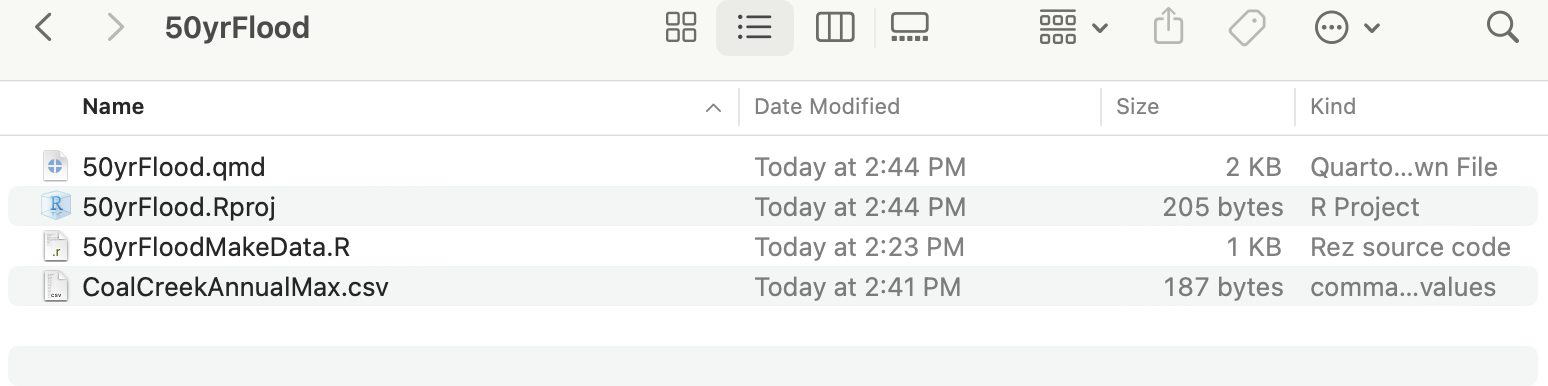 50yrFlood
Name Date Modified Size Kind
50yrFlood.qmd Today at 2:44 PM 2 KB Quarto...wn File
50yrFlood.Rproj Today at 2:44 PM 205 bytes R Project
50yrFloodMakeData.R Today at 2:23 PM 1 KB Rez source code
CoalCreekAnnualMax.csv Today at 2:41 PM 187 bytes comma...values